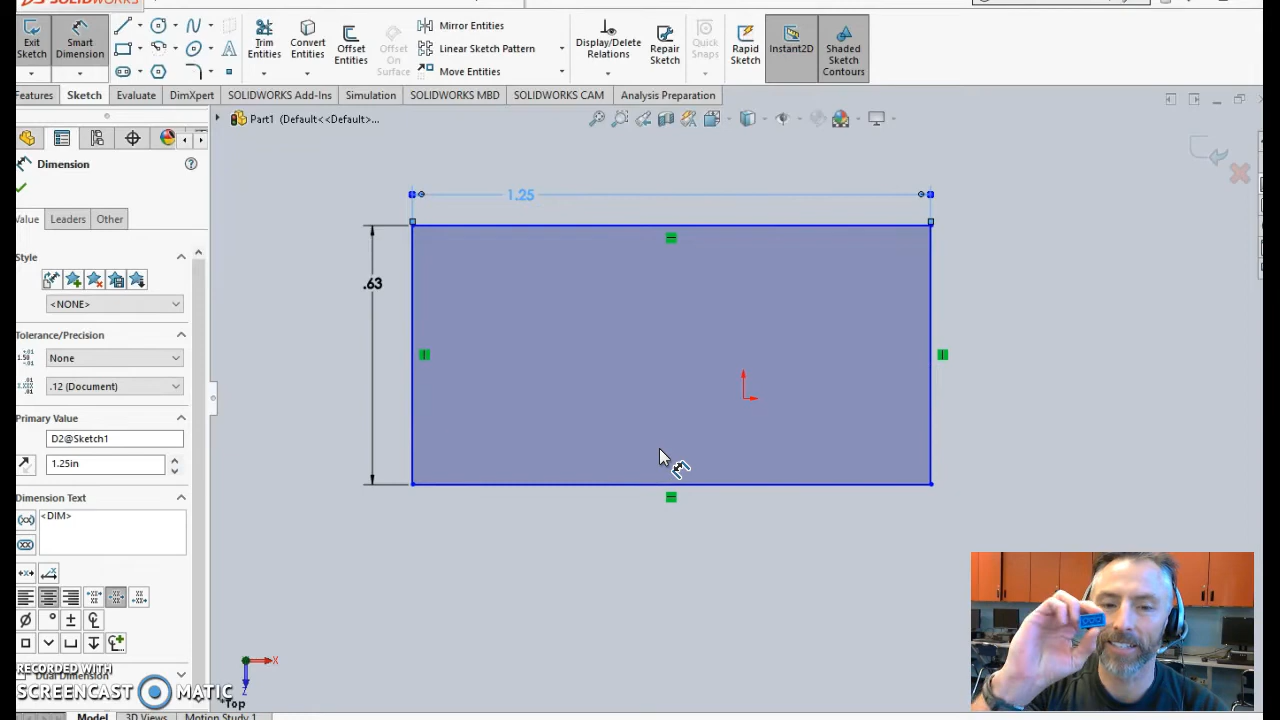 SOLIDWORKS
Exit Sketch
Smart Dimension
Trim Entities
Convert Entities
Offset Entities
Offset On Surface
Mirror Entities
Linear Sketch Pattern
Move Entities
Display/Delete Relations
Repair Sketch
Quick Snaps
Rapid Sketch
Instant2D
Shaded Sketch Contours
Features Sketch Evaluate DimXpert SOLIDWORKS Add-Ins Simulation SOLIDWORKS MBD SOLIDWORKS CAM Analysis Preparation
Part1 (Default<<Default>...
Dimension
Value Leaders Other
Style
<NONE>
Tolerance/Precision
None
.12 (Document)
Primary Value
D2@Sketch1
1.25in
Dimension Text
<DIM>
Dual Dimension
1.25
.63
X
Z
*Top
RECORDED WITH
SCREENCAST MATIC
Model 3D Views Motion Study 1